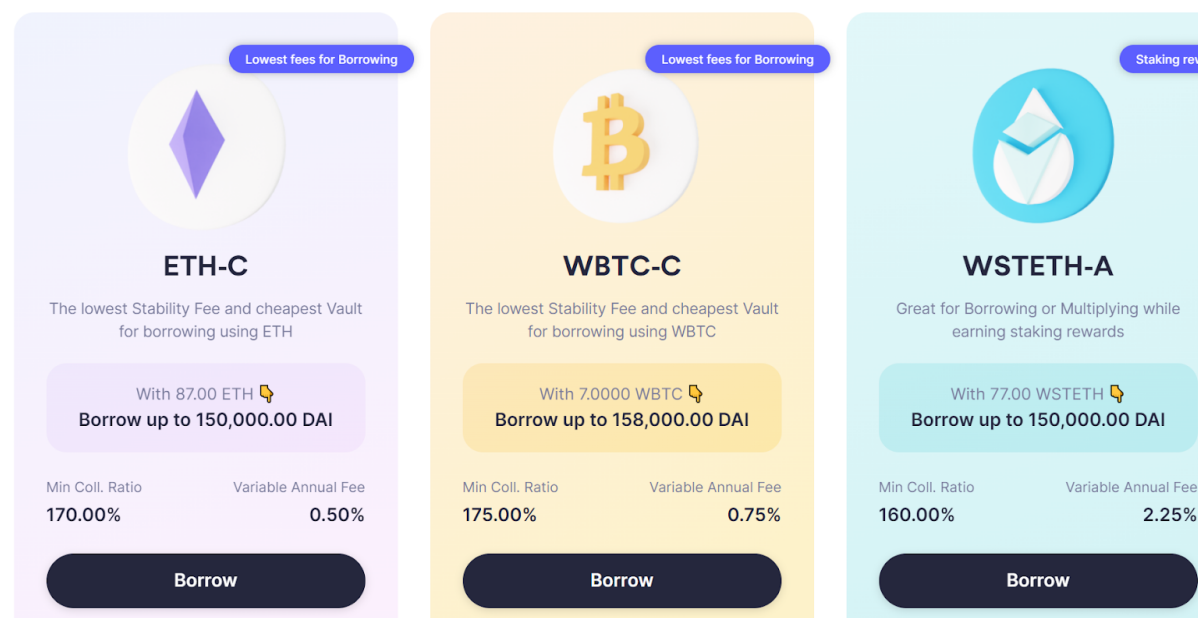 Lowest fees for Borrowing
ETH-C
The lowest Stability Fee and cheapest Vault
for borrowing using ETH
With 87.00 ETH 👇
Borrow up to 150,000.00 DAI
Min Coll. Ratio
Variable Annual Fee
170.00%
0.50%
Borrow
Lowest fees for Borrowing
WBTC-C
The lowest Stability Fee and cheapest Vault
for borrowing using WBTC
With 7.0000 WBTC 👇
Borrow up to 158,000.00 DAI
Min Coll. Ratio
Variable Annual Fee
175.00%
0.75%
Borrow
Staking
WSTETH-A
Great for Borrowing or Multiplying while
earning staking rewards
With 77.00 WSTETH 👇
Borrow up to 150,000.00 DAI
Min Coll. Ratio
Variable Annual Fee
160.00%
2.25%
Borrow